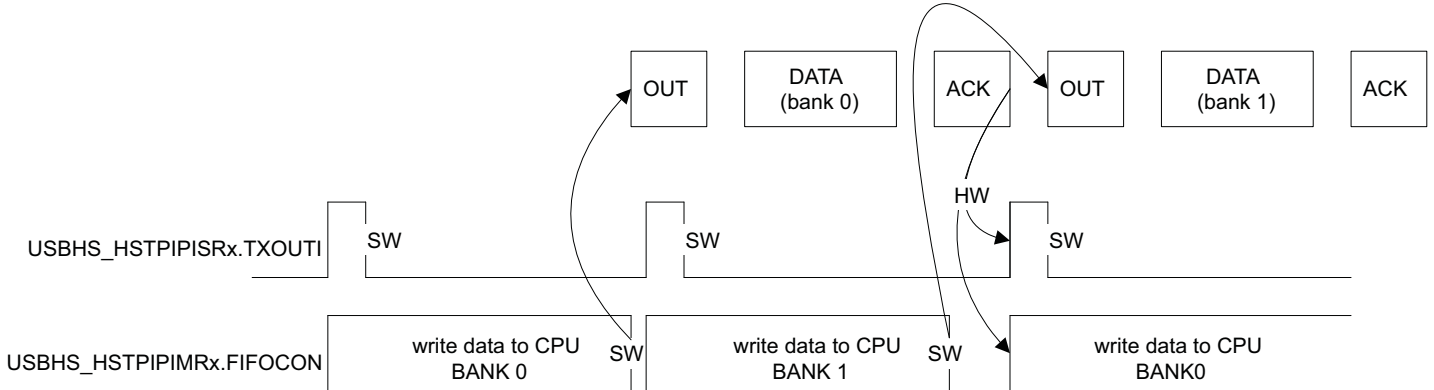 OUT
DATA
(bank 0)
ACK
OUT
DATA
(bank 1)
ACK
HW
USBHS_HSTPIPISRx.TXOUTI
SW
SW
SW
USBHS_HSTPIPIMRx.FIFOCON
write data to CPU
BANK 0
SW
write data to CPU
BANK 1
SW
write data to CPU
BANK0